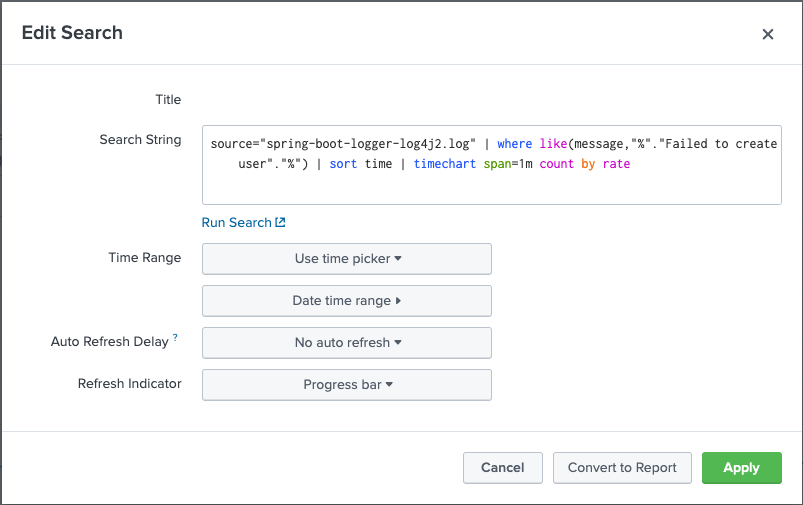 Edit Search
Title
Search String
source="spring-boot-logger-log4j2.log" | where like(message,"%"."Failed to create
user"."%") | sort time | timechart span=1m count by rate
Run Search
Time Range
Use time picker
Date time range
Auto Refresh Delay ?
No auto refresh
Refresh Indicator
Progress bar
Cancel
Convert to Report
Apply